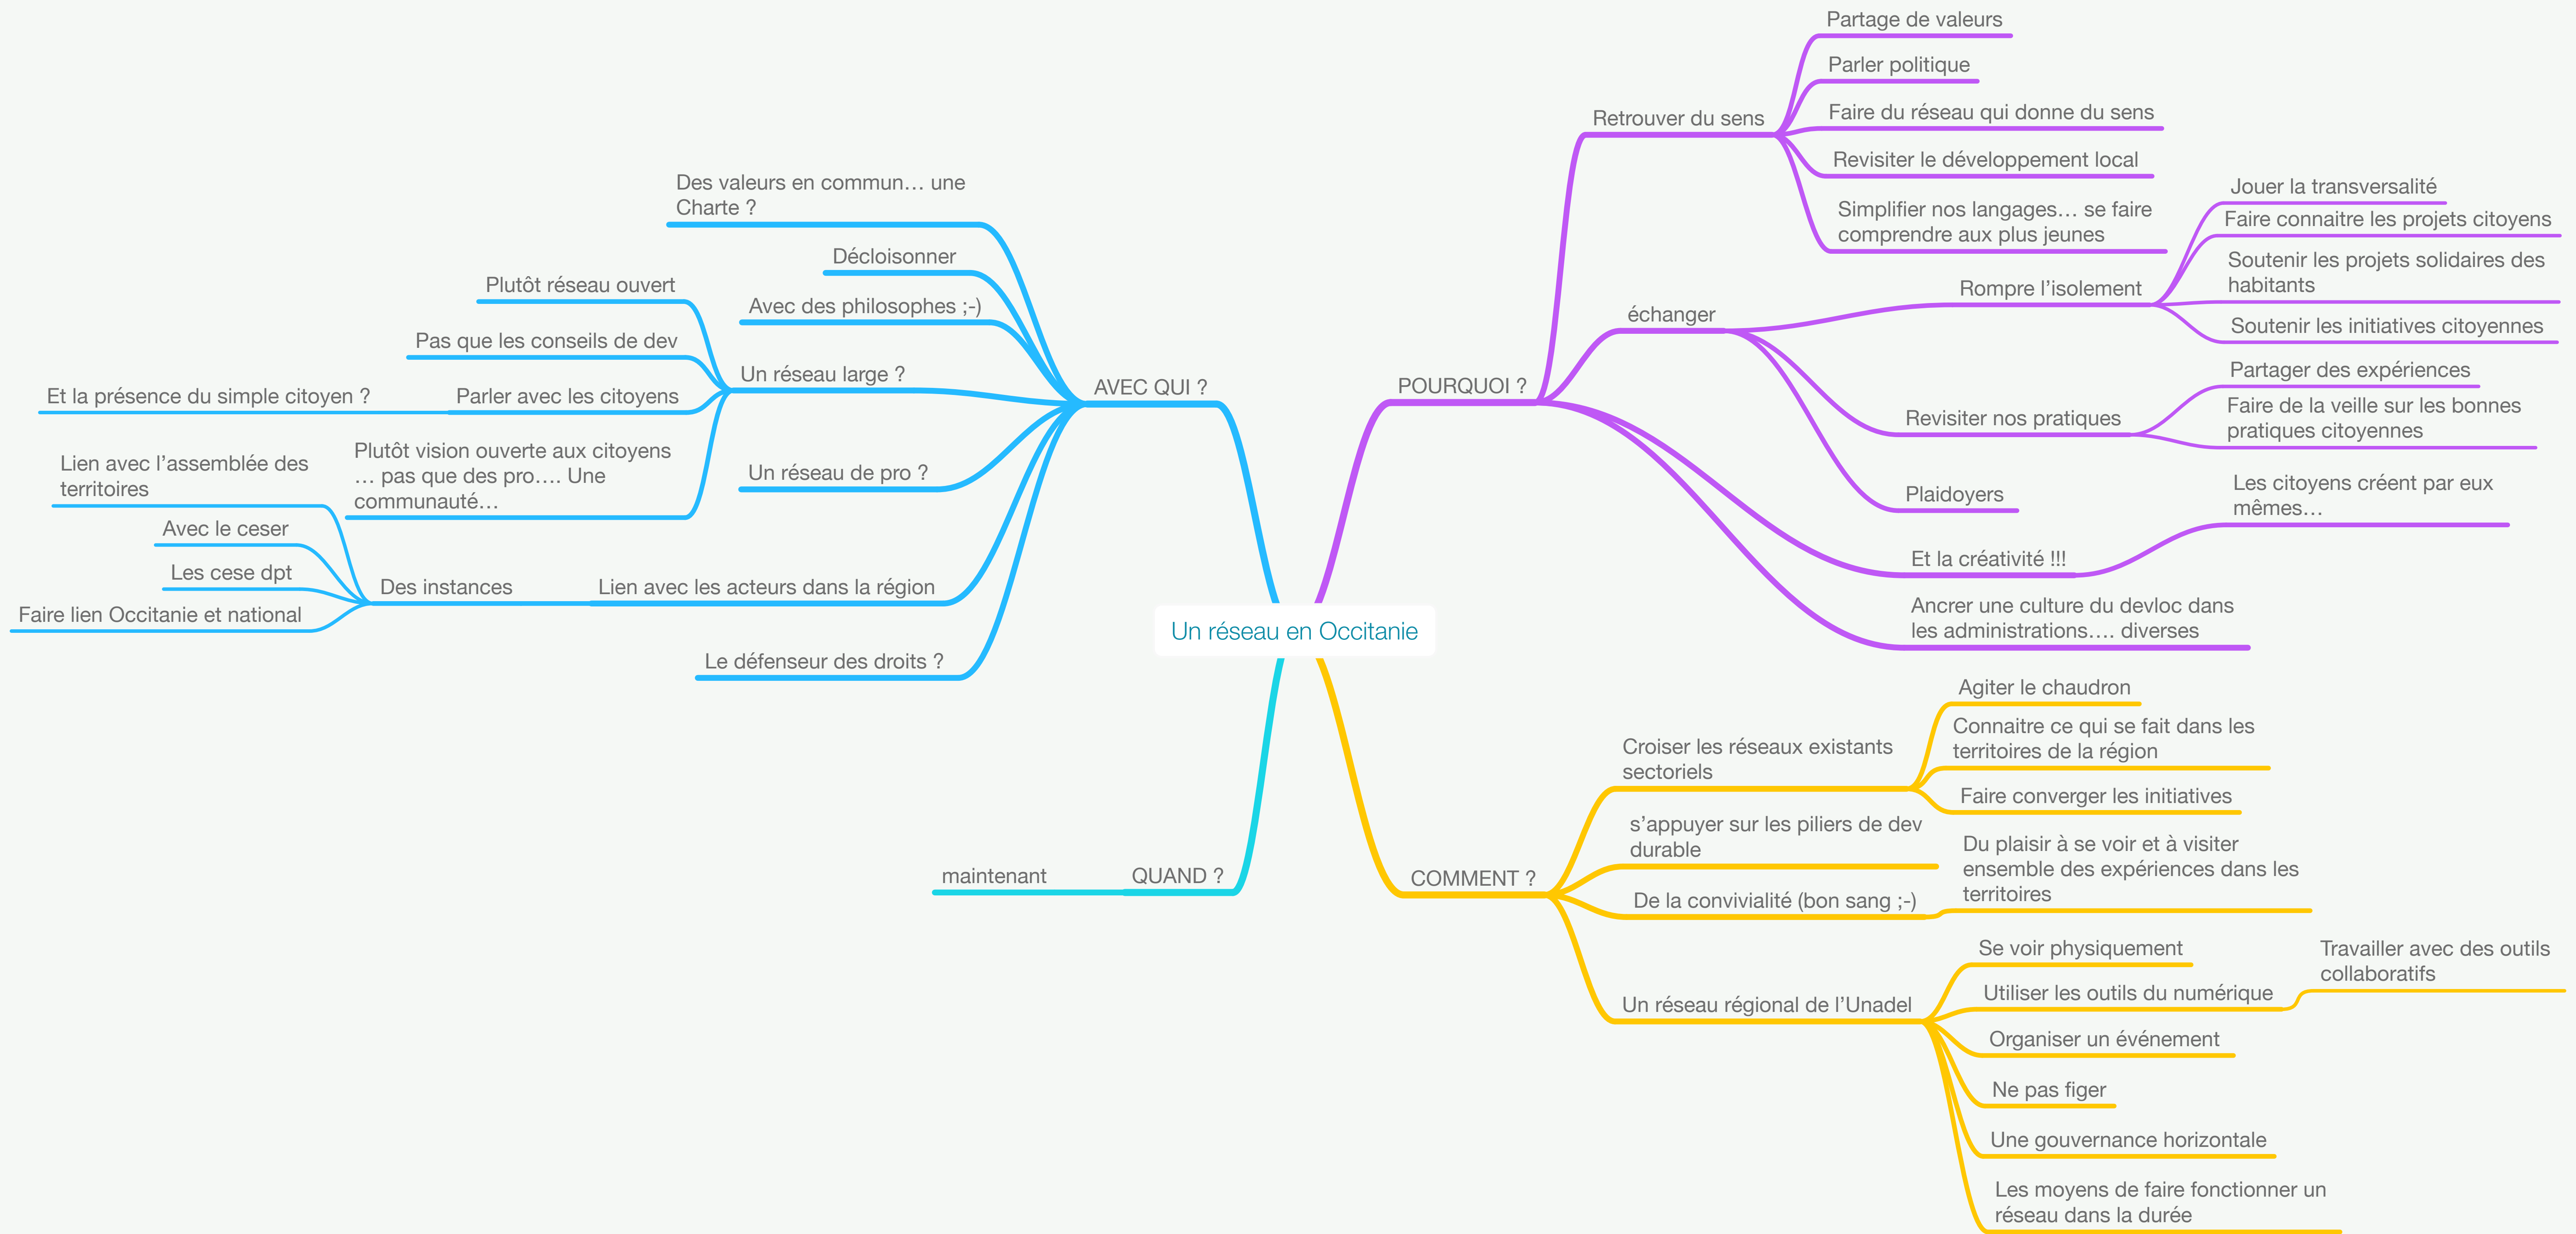 Un réseau en Occitanie
POURQUOI ?
Retrouver du sens
Partage de valeurs
Parler politique
Faire du réseau qui donne du sens
Revisiter le développement local
Simplifier nos langages… se faire
comprendre aux plus jeunes
échanger
Rompre l’isolement
Jouer la transversalité
Faire connaitre les projets citoyens
Soutenir les projets solidaires des
habitants
Soutenir les initiatives citoyennes
Revisiter nos pratiques
Partager des expériences
Faire de la veille sur les bonnes
pratiques citoyennes
Plaidoyers
Et la créativité !!!
Les citoyens créent par eux
mêmes…
Ancrer une culture du devloc dans
les administrations…. diverses
COMMENT ?
Croiser les réseaux existants
sectoriels
Agiter le chaudron
Connaitre ce qui se fait dans les
territoires de la région
Faire converger les initiatives
s’appuyer sur les piliers de dev
durable
De la convivialité (bon sang ;-)
Du plaisir à se voir et à visiter
ensemble des expériences dans les
territoires
Un réseau régional de l’Unadel
Se voir physiquement
Utiliser les outils du numérique
Travailler avec des outils
collaboratifs
Organiser un événement
Ne pas figer
Une gouvernance horizontale
Les moyens de faire fonctionner un
réseau dans la durée
QUAND ?
maintenant
AVEC QUI ?
Des valeurs en commun… une
Charte ?
Décloisonner
Avec des philosophes ;-)
Un réseau large ?
Plutôt réseau ouvert
Pas que les conseils de dev
Parler avec les citoyens
Et la présence du simple citoyen ?
Plutôt vision ouverte aux citoyens
… pas que des pro…. Une
communauté…
Un réseau de pro ?
Lien avec les acteurs dans la région
Des instances
Lien avec l’assemblée des
territoires
Avec le ceser
Les cese dpt
Faire lien Occitanie et national
Le défenseur des droits ?